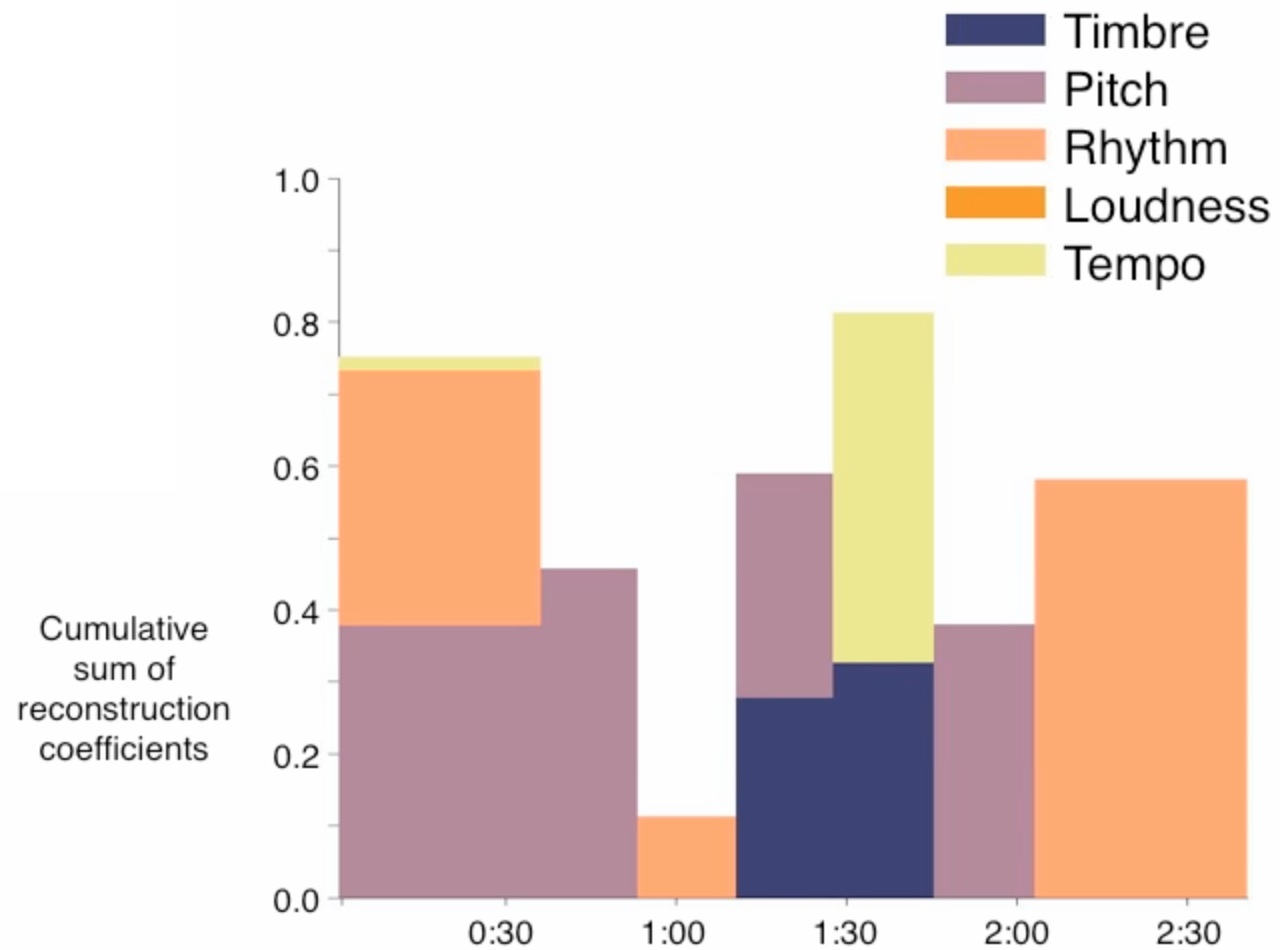 Timbre
Pitch
Rhythm
Loudness
Tempo
1.0
0.8
0.6
0.4
0.2
0.0
Cumulative
sum of
reconstruction
coefficients
0:30 1:00 1:30 2:00 2:30